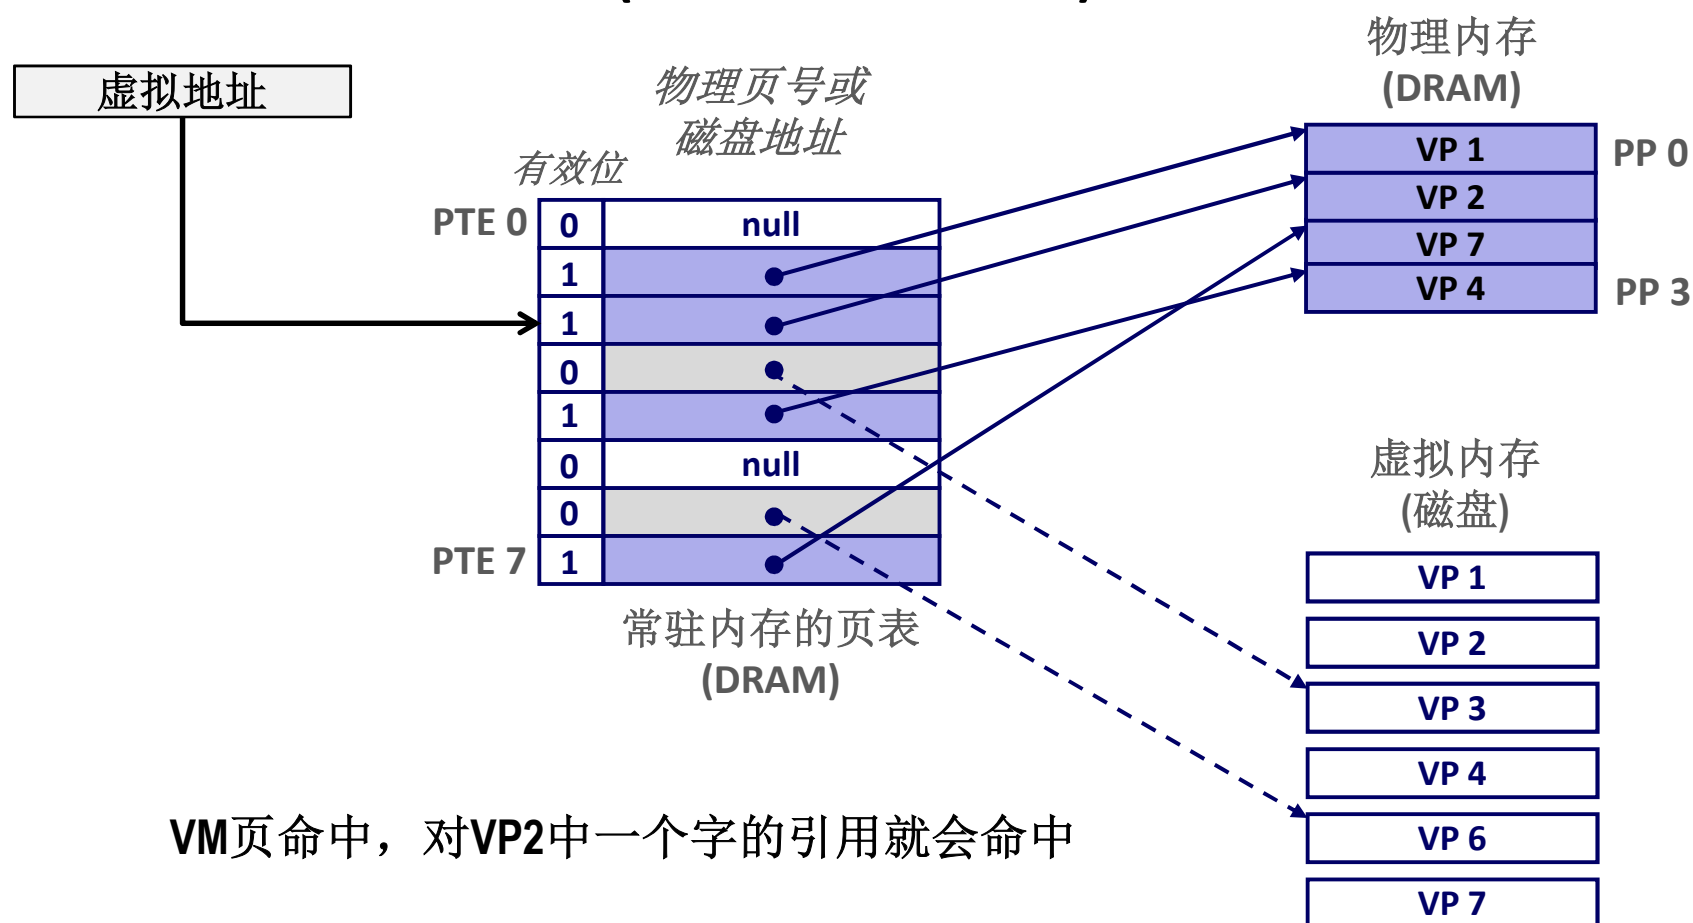 虚拟地址
物理页号或
磁盘地址
有效位
PTE 0
0 null
1
1
0
1
0 null
0
PTE 7 1
常驻内存的页表
(DRAM)
物理内存
(DRAM)
VP 1 PP 0
VP 2
VP 7
VP 4 PP 3
虚拟内存
(磁盘)
VP 1
VP 2
VP 3
VP 4
VP 6
VP 7
VM页命中，对VP2中一个字的引用就会命中